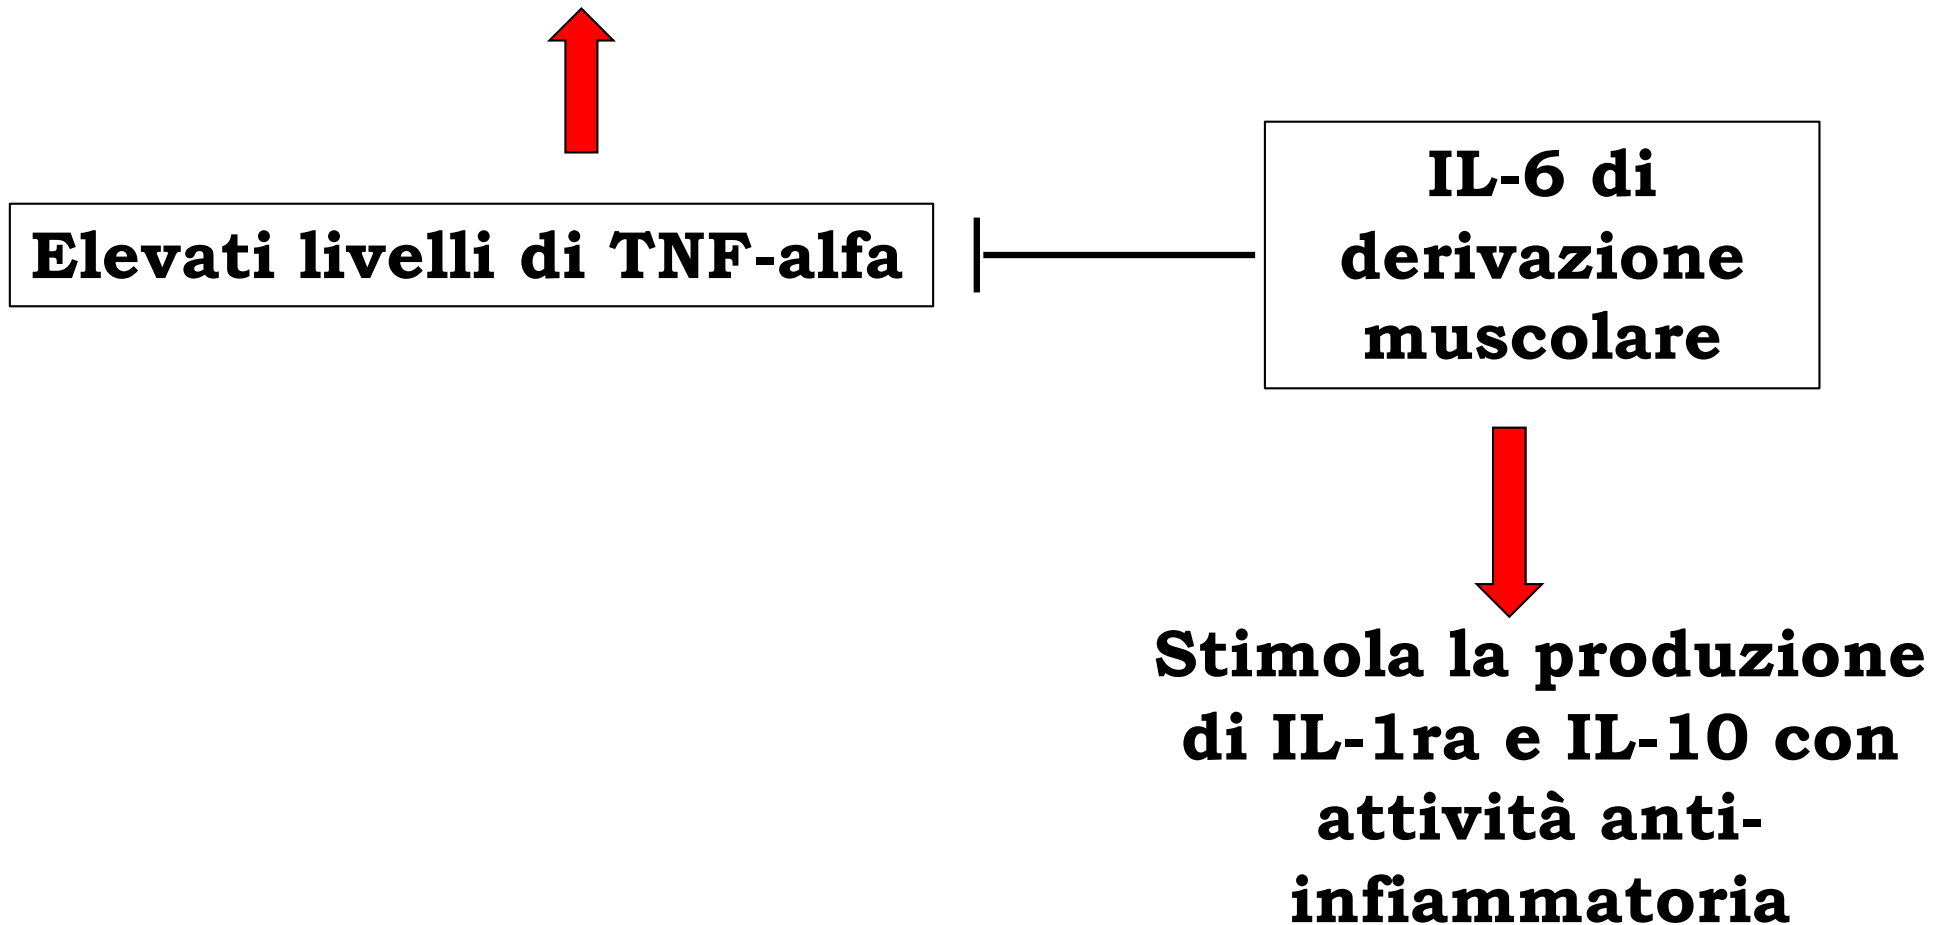 Elevati livelli di TNF-alfa
IL-6 di
derivazione
muscolare
Stimola la produzione
di IL-1ra e IL-10 con
attività anti-
infiammatoria